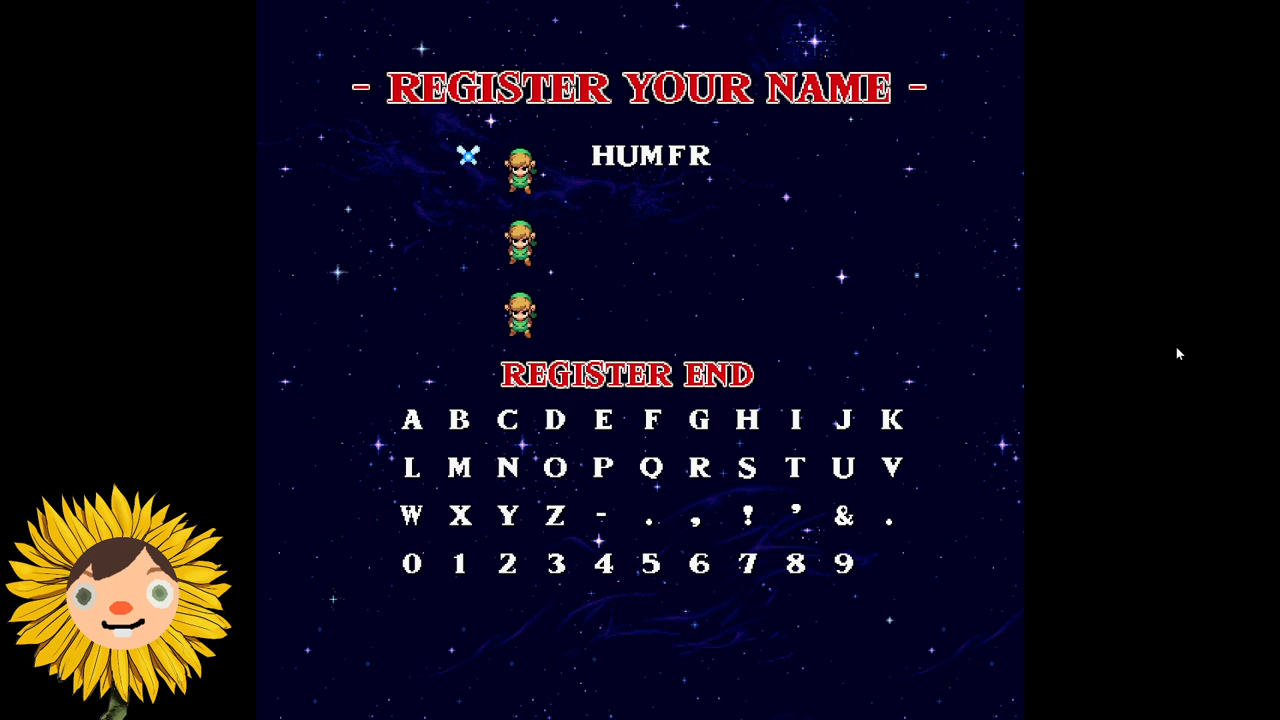 - REGISTER YOUR NAME -
HUMFR
REGISTER END
A B C D E F G H I J K
L M N O P Q R S T U V
W X Y Z - . , ! ' & .
0 1 2 3 4 5 6 7 8 9